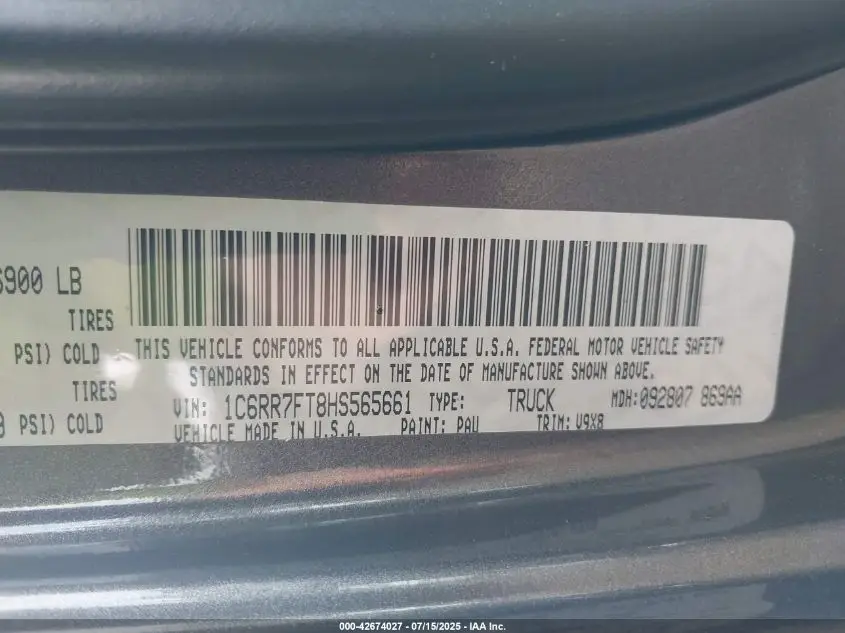 6900 LB
TIRES
PSI) COLD
THIS VEHICLE CONFORMS TO ALL APPLICABLE U.S.A. FEDERAL MOTOR VEHICLE SAFETY
STANDARDS IN EFFECT ON THE DATE OF MANUFACTURE SHOWN ABOVE.
TIRES
VIN: 1C6RR7FT8HS565661 TYPE: TRUCK MDH:092807 869AA
PSI) COLD
VEHICLE MADE IN U.S.A. PAINT: PAU TRIM: V9X8
000-42674027 - 07/15/2025 - IAA Inc.